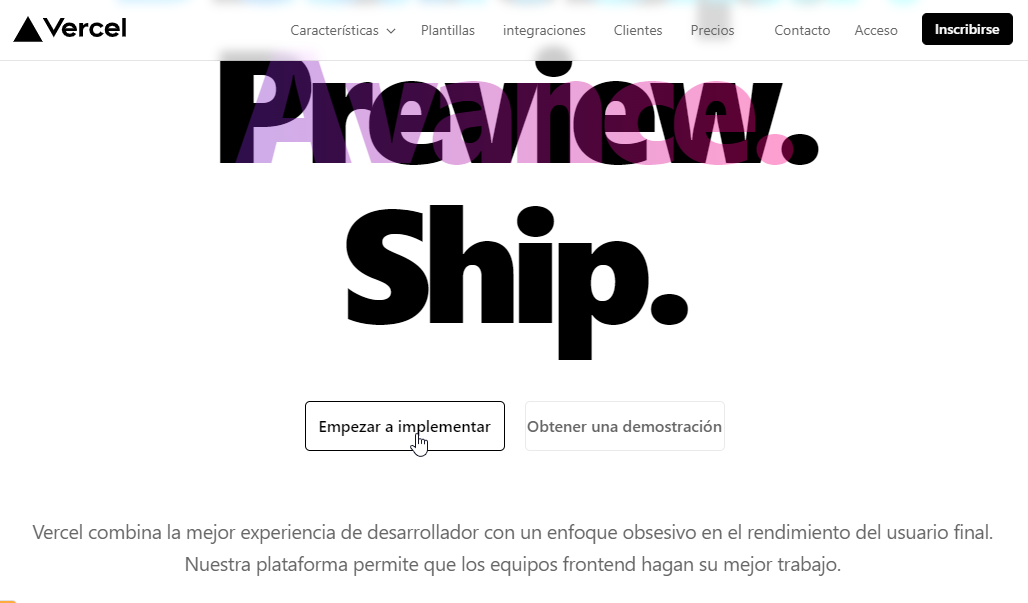 Vercel
Características
Plantillas
integraciones
Clientes
Precios
Contacto
Acceso
Inscribirse
Preview.
Avance.
Ship.
Empezar a implementar
Obtener una demostración
Vercel combina la mejor experiencia de desarrollador con un enfoque obsesivo en el rendimiento del usuario final.
Nuestra plataforma permite que los equipos frontend hagan su mejor trabajo.